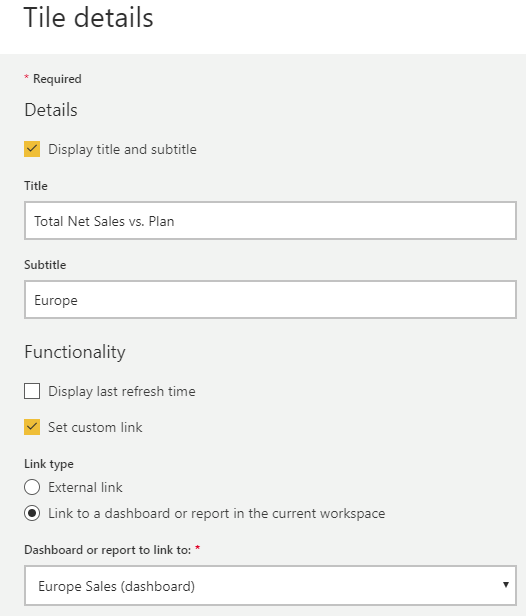 Tile details
* Required
Details
Display title and subtitle
Title
Total Net Sales vs. Plan
Subtitle
Europe
Functionality
Display last refresh time
Set custom link
Link type
External link
Link to a dashboard or report in the current workspace
Dashboard or report to link to: *
Europe Sales (dashboard)